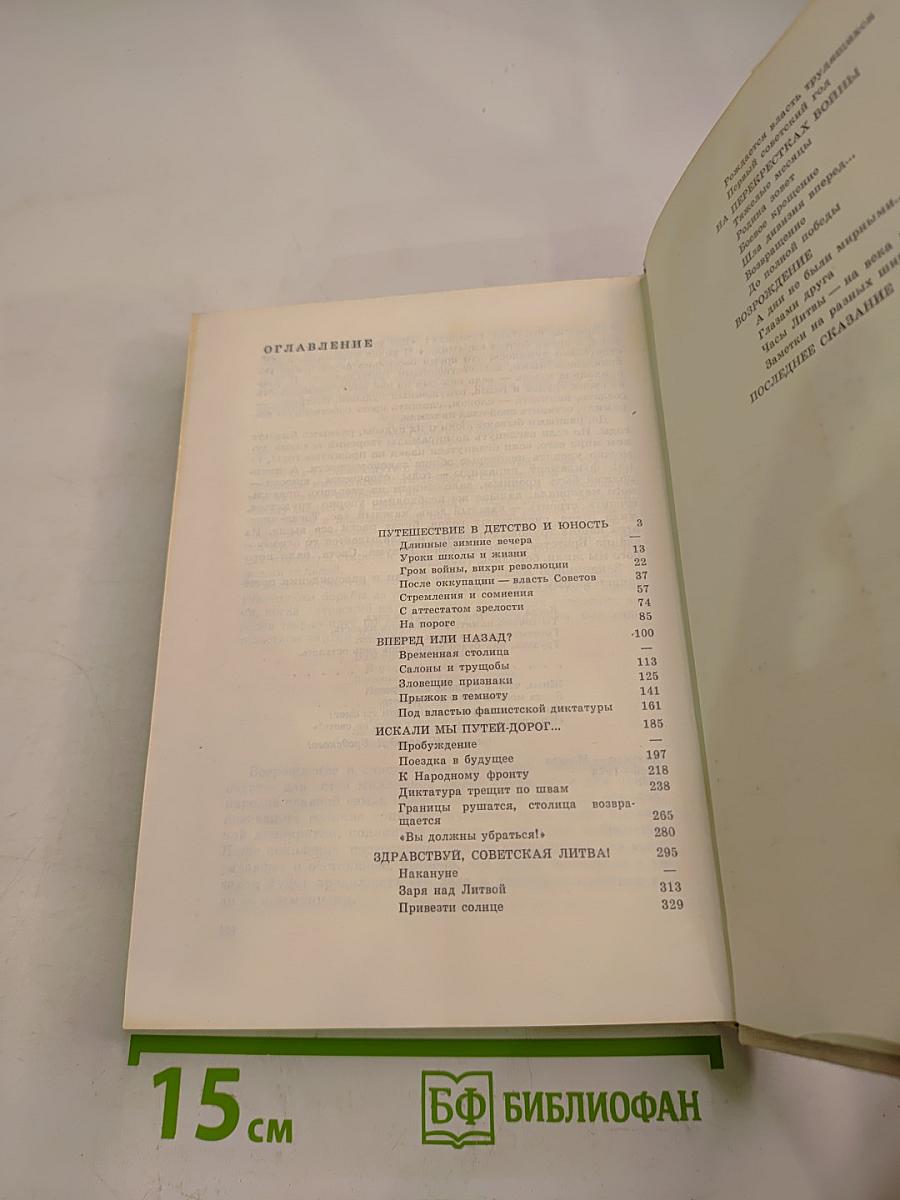 ОГЛАВЛЕНИЕ
ПУТЕШЕСТВИЕ В ДЕТСТВО И ЮНОСТЬ 3
Длинные зимние вечера —
Уроки школы и жизни 13
Гром войны, вихри революции 22
После оккупации — власть Советов 37
Стремления и сомнения 57
С аттестатом зрелости 74
На пороге 85
ВПЕРЕД ИЛИ НАЗАД? 100
Временная столица —
Салоны и трущобы 113
Зловещие признаки 125
Прыжок в темноту 141
Под властью фашистской диктатуры 161
ИСКАЛИ МЫ ПУТЕЙ-ДОРОГ... 185
Пробуждение —
Поездка в будущее 197
К Народному фронту 218
Диктатура трещит по швам 238
Границы рушатся, столица возвра-
щается 265
«Вы должны убраться!» 280
ЗДРАВСТВУЙ, СОВЕТСКАЯ ЛИТВА! 295
Накануне —
Заря над Литвой 313
Привезти солнце 329
Рождается власть трудящихся
Первый советский год
НА ПЕРЕКРЕСТКАХ ВОЙНЫ
Тяжелые месяцы
Родина зовет
Боевое крещение
Шла дивизия вперед...
Возвращение
До полной победы
ВОЗРОЖДЕНИЕ
А дни не были мирными...
Глазами друга
Часы Литвы — на века
Заметки на разных
ПОСЛЕДНЕЕ СКАЗАНИЕ
15 см
БФ БИБЛИОФАН